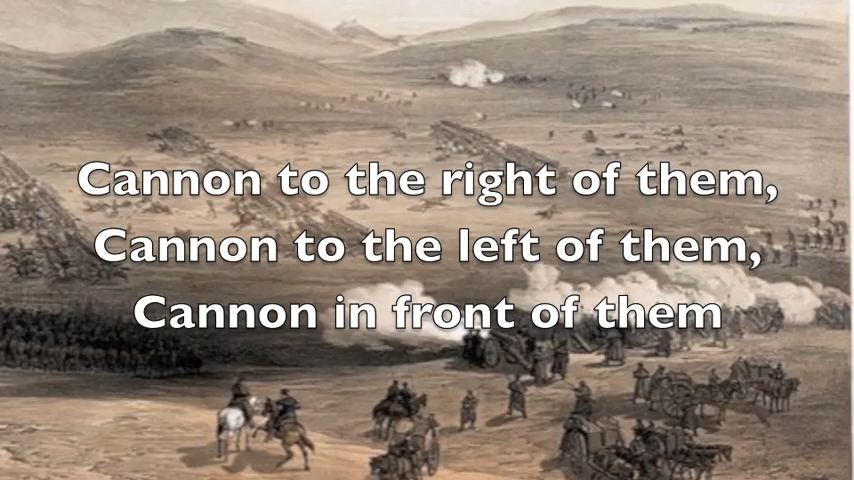 Cannon to the right of them,
Cannon to the left of them,
Cannon in front of them